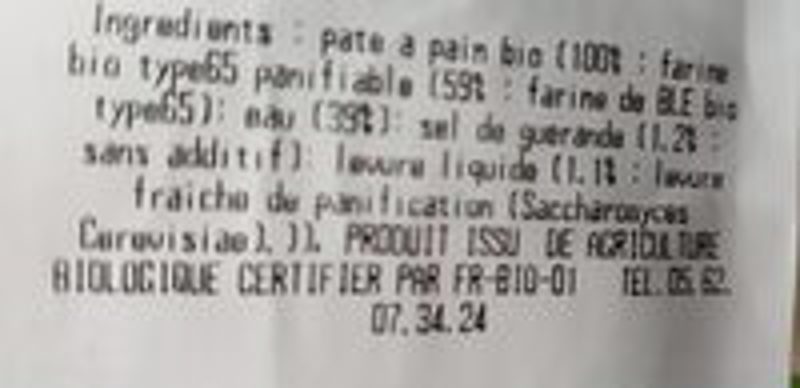 Ingredients : pate a pain bio (100% : farine
bio type65 panifiable (59% : farine de BLE bio
type65): eau (39%): sel de guerande (1.2% :
sans additif): levure liquide (1.1% : levure
fraiche de panification (Saccharomyces
Cerevisiae). )). PRODUIT ISSU DE AGRICULTURE
BIOLOGIQUE CERTIFIER PAR FR-BIO-01 TEL.05.62.
07.34.24